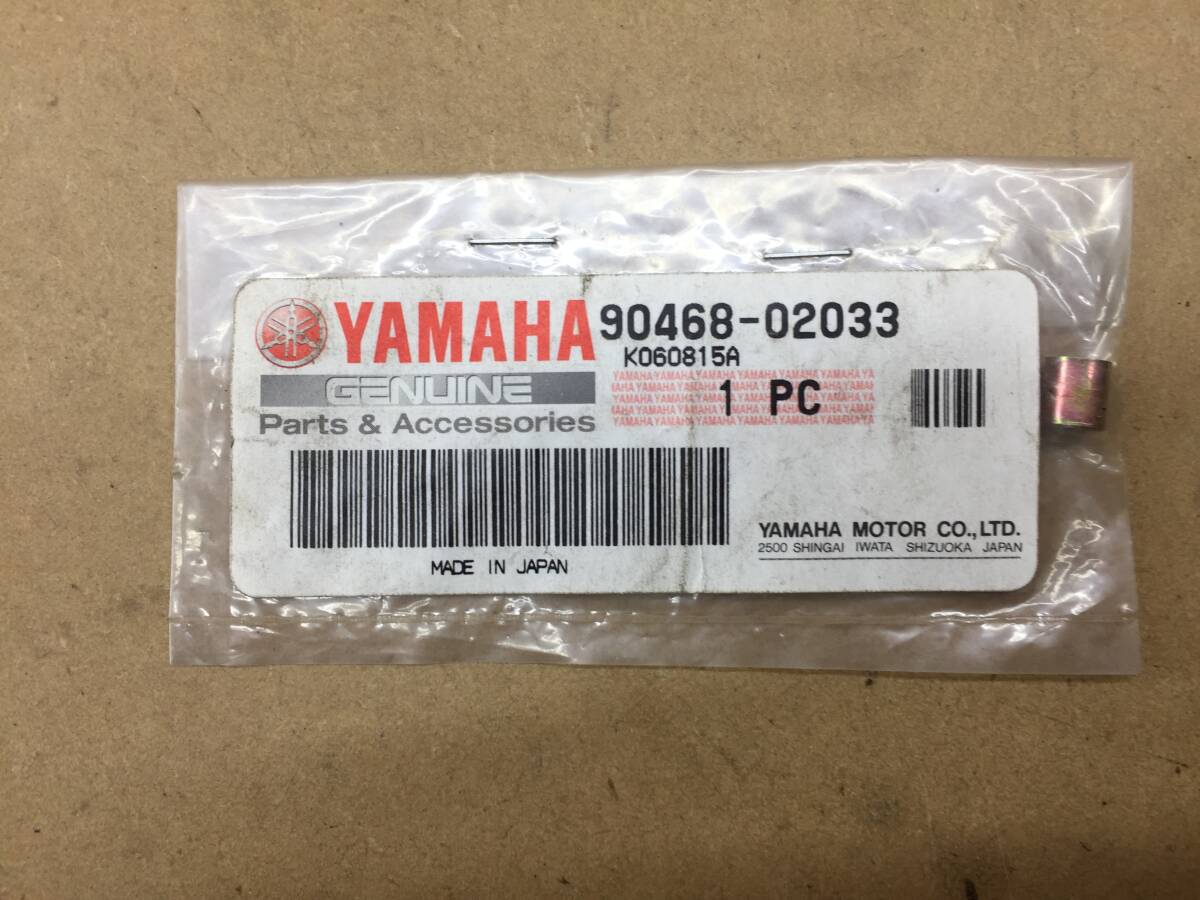 YAMAHA 90468-02033
K060815A
GENUINE
1 PC
Parts & Accessories
YAMAHA MOTOR CO.,LTD.
2500 SHINGAI IWATA SHIZUOKA JAPAN
MADE IN JAPAN